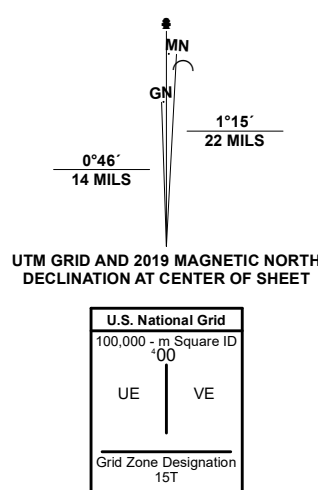 MN
GN
1°15´
22 MILS
0°46´
14 MILS
UTM GRID AND 2019 MAGNETIC NORTH
DECLINATION AT CENTER OF SHEET
U.S. National Grid
100,000 - m Square ID
⁴00
UE VE
Grid Zone Designation
15T